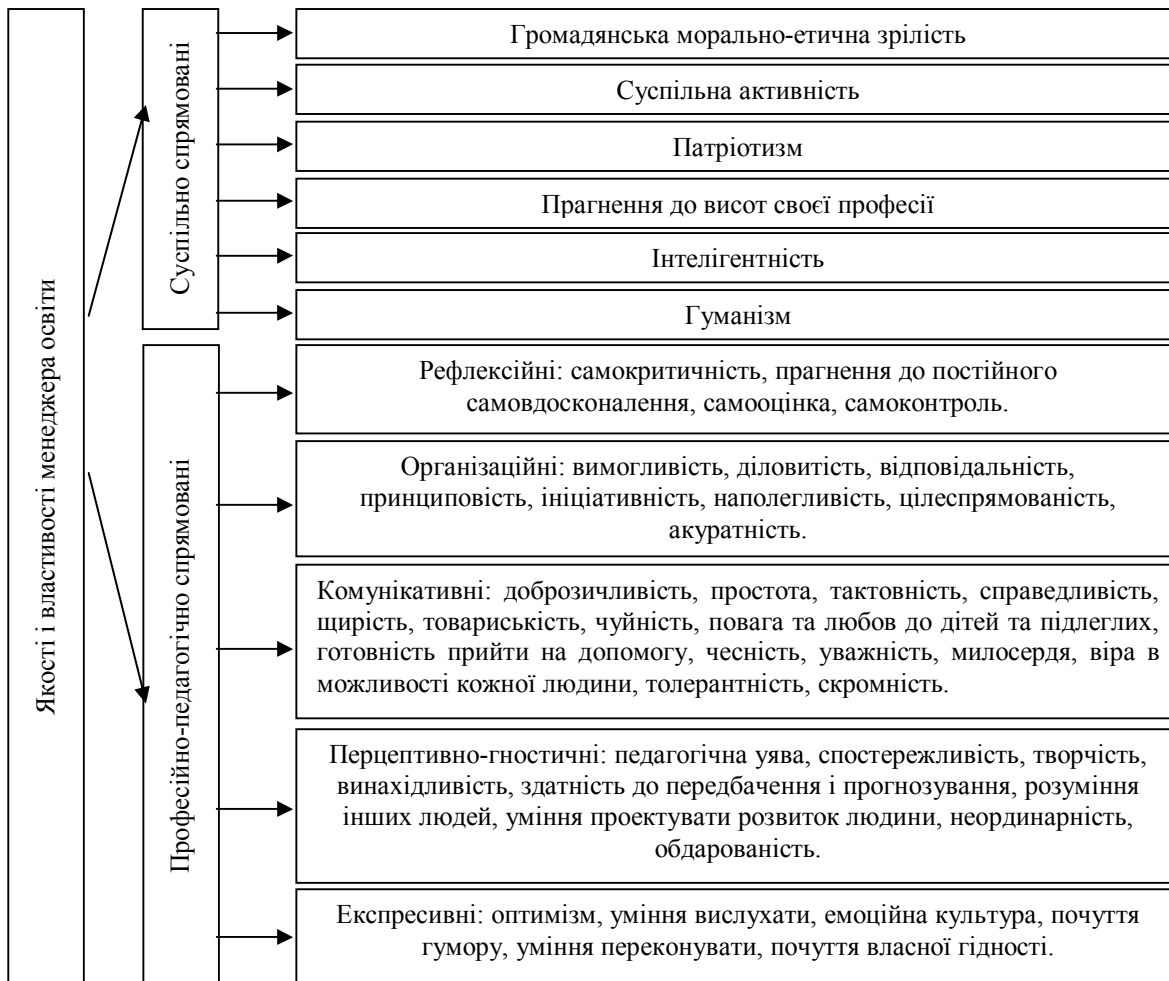 Якості і властивості менеджера освіти
Суспільно спрямовані
Громадянська морально-етична зрілість
Суспільна активність
Патріотизм
Прагнення до висот своєї професії
Інтелігентність
Гуманізм
Професійно-педагогічно спрямовані
Рефлексійні: самокритичність, прагнення до постійного
самовдосконалення, самооцінка, самоконтроль.
Організаційні: вимогливість, діловитість, відповідальність,
принциповість, ініціативність, наполегливість, цілеспрямованість,
акуратність.
Комунікативні: доброзичливість, простота, тактовність, справедливість,
щирість, товариськість, чуйність, повага та любов до дітей та підлеглих,
готовність прийти на допомогу, чесність, уважність, милосердя, віра в
можливості кожної людини, толерантність, скромність.
Перцептивно-гностичні: педагогічна уява, спостережливість, творчість,
винахідливість, здатність до передбачення і прогнозування, розуміння
інших людей, уміння проектувати розвиток людини, неординарність,
обдарованість.
Експресивні: оптимізм, уміння вислухати, емоційна культура, почуття
гумору, уміння переконувати, почуття власної гідності.